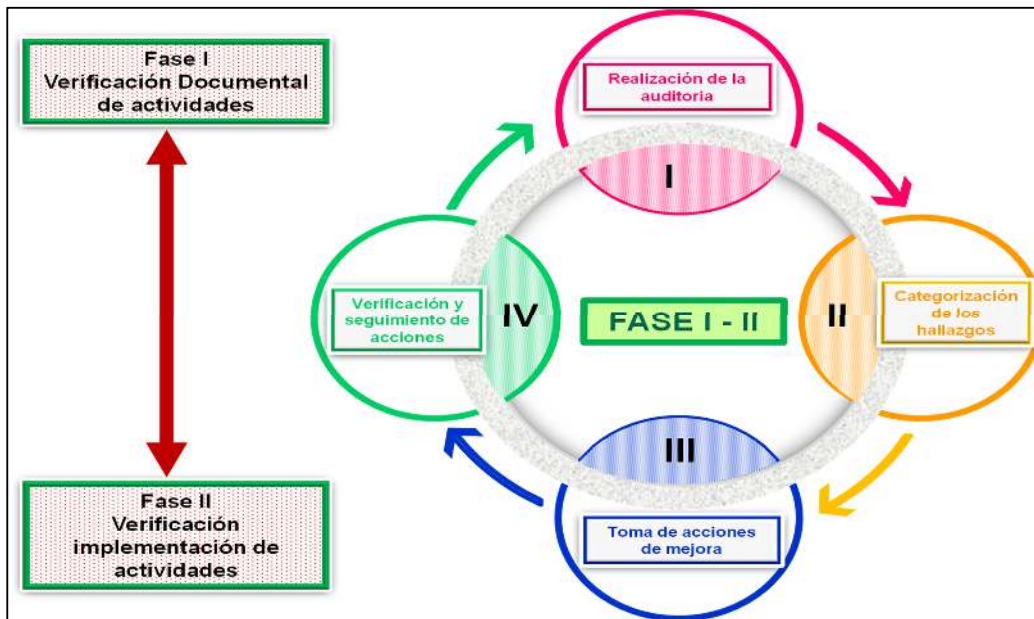 Fase I
Verificación Documental
de actividades
Fase II
Verificación
implementación de
actividades
Realización de la
auditoria
I
Categorización
de los
hallazgos
II
Toma de acciones
de mejora
III
Verificación y
seguimiento de
acciones
IV
FASE I - II